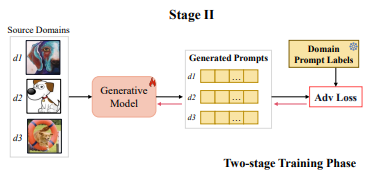 Stage II
Source Domains
d1
d2
d3
Generative
Model
Generated Prompts
d1
...
d2
...
d3
...
Domain
Prompt Labels
Adv Loss
Two-stage Training Phase